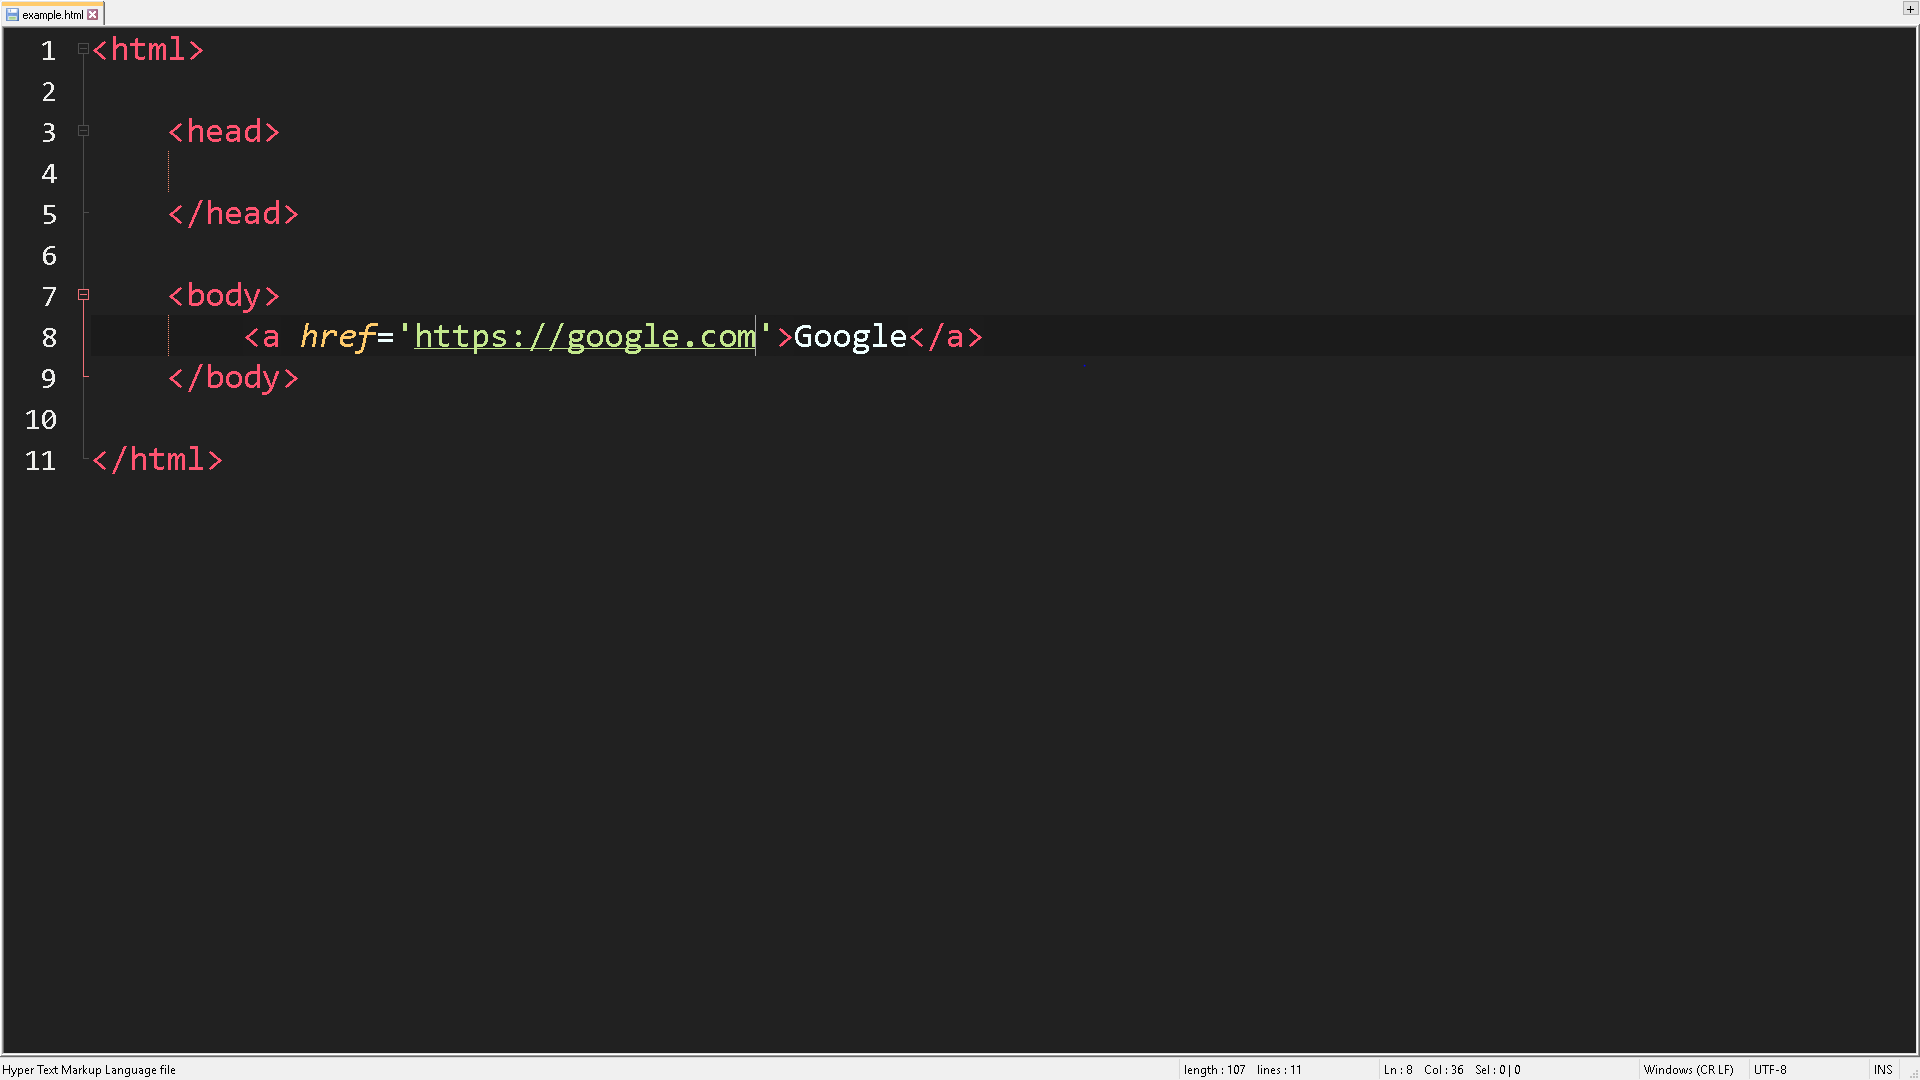 example.html
1 <html>
2
3 <head>
4
5 </head>
6
7 <body>
8 <a href='https://google.com'>Google</a>
9 </body>
10
11 </html>
Hyper Text Markup Language file length : 107 lines : 11 Ln : 8 Col : 36 Sel : 0 | 0 Windows (CR LF) UTF-8 INS